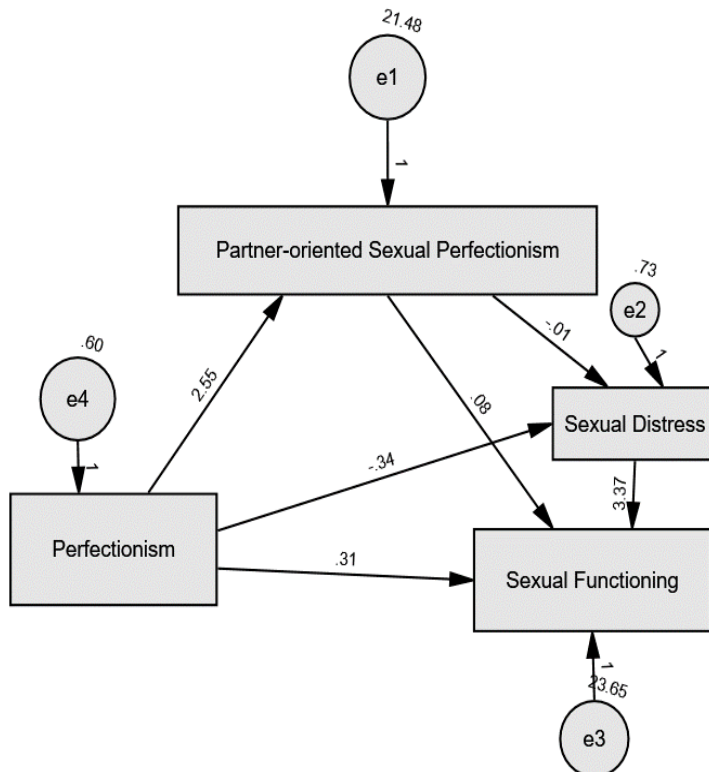 21.48
e1
1
Partner-oriented Sexual Perfectionism
.73
e2
1
-.01
.60
e4
1
2.55
.08
Sexual Distress
-.34
3.37
Perfectionism
.31
Sexual Functioning
1
23.65
e3